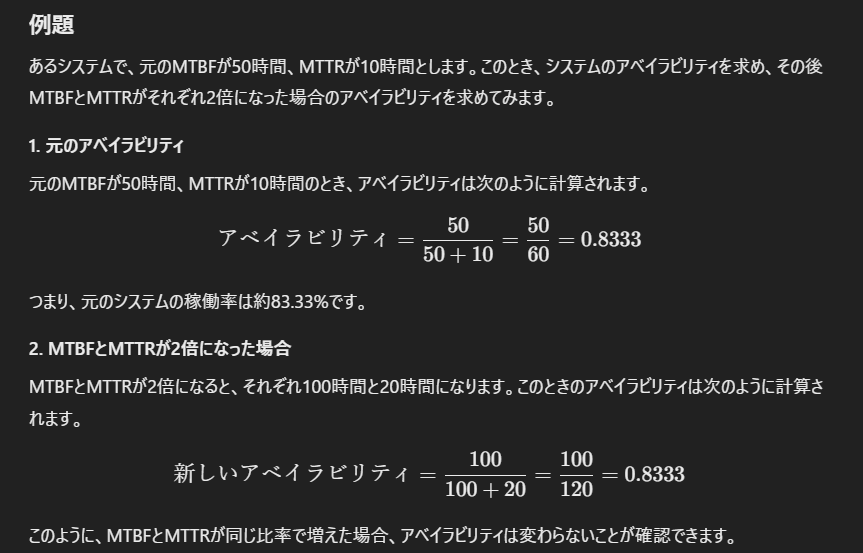 例題
あるシステムで、元のMTBFが50時間、MTTRが10時間とします。このとき、システムのアベイラビリティを求め、その後
MTBFとMTTRがそれぞれ2倍になった場合のアベイラビリティを求めてみます。
1. 元のアベイラビリティ
元のMTBFが50時間、MTTRが10時間のとき、アベイラビリティは次のように計算されます。
アベイラビリティ = 50/(50 + 10) = 50/60 = 0.8333
つまり、元のシステムの稼働率は約83.33%です。
2. MTBFとMTTRが2倍になった場合
MTBFとMTTRが2倍になると、それぞれ100時間と20時間になります。このときのアベイラビリティは次のように計算さ
れます。
新しいアベイラビリティ = 100/(100 + 20) = 100/120 = 0.8333
このように、MTBFとMTTRが同じ比率で増えた場合、アベイラビリティは変わらないことが確認できます。